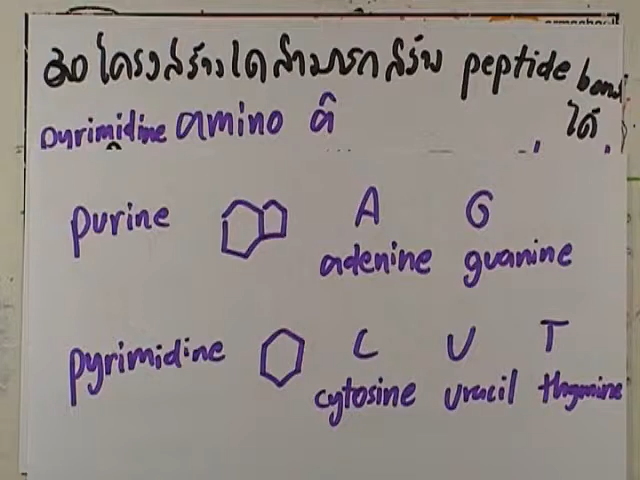 ลอโครงสร้างใดสามารถสร้าง peptide bond
ได้
pyrimidine amino
purine A G
adenine guanine
pyrimidine C U T
cytosine uracil thymine